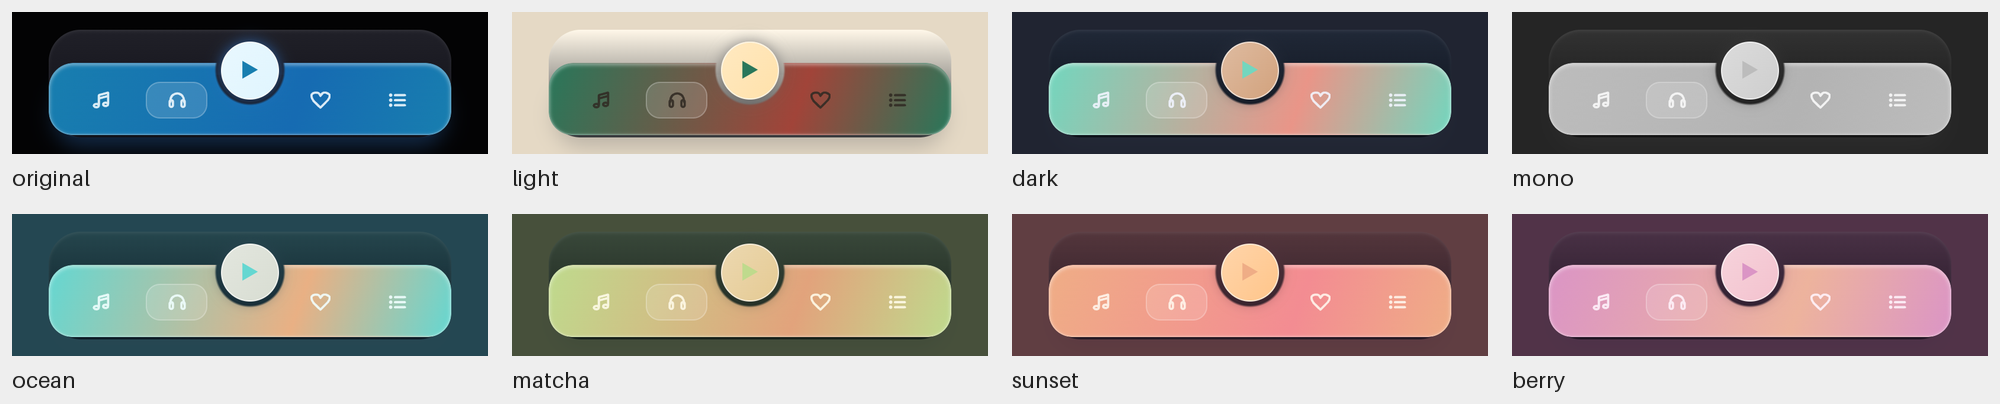 original
light
dark
mono
ocean
matcha
sunset
berry